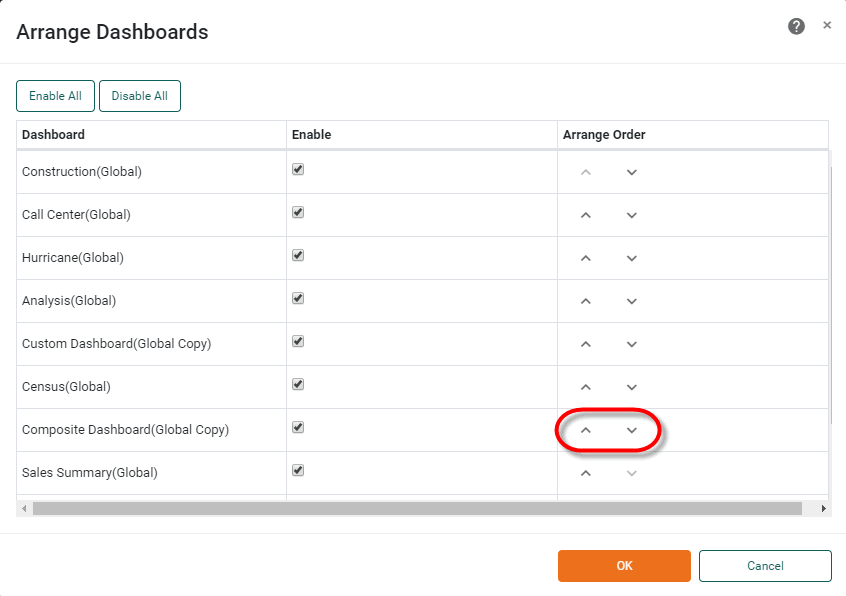 Arrange Dashboards
Enable All Disable All
Dashboard Enable Arrange Order
Construction(Global)
Call Center(Global)
Hurricane(Global)
Analysis(Global)
Custom Dashboard(Global Copy)
Census(Global)
Composite Dashboard(Global Copy)
Sales Summary(Global)
OK Cancel